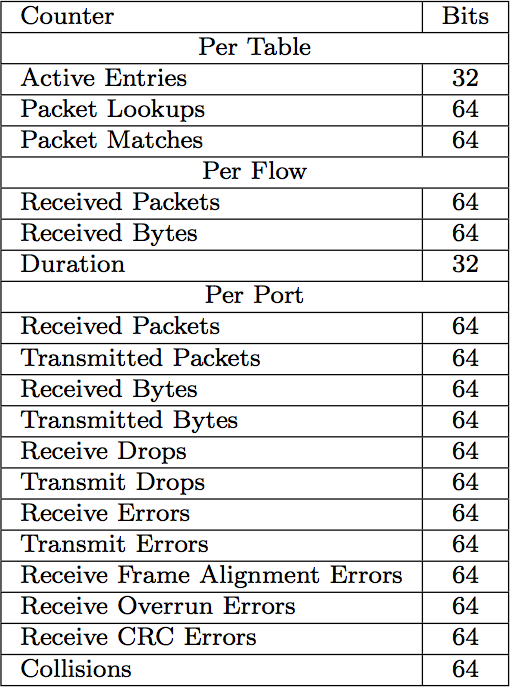 Counter Bits
Per Table
Active Entries 32
Packet Lookups 64
Packet Matches 64
Per Flow
Received Packets 64
Received Bytes 64
Duration 32
Per Port
Received Packets 64
Transmitted Packets 64
Received Bytes 64
Transmitted Bytes 64
Receive Drops 64
Transmit Drops 64
Receive Errors 64
Transmit Errors 64
Receive Frame Alignment Errors 64
Receive Overrun Errors 64
Receive CRC Errors 64
Collisions 64